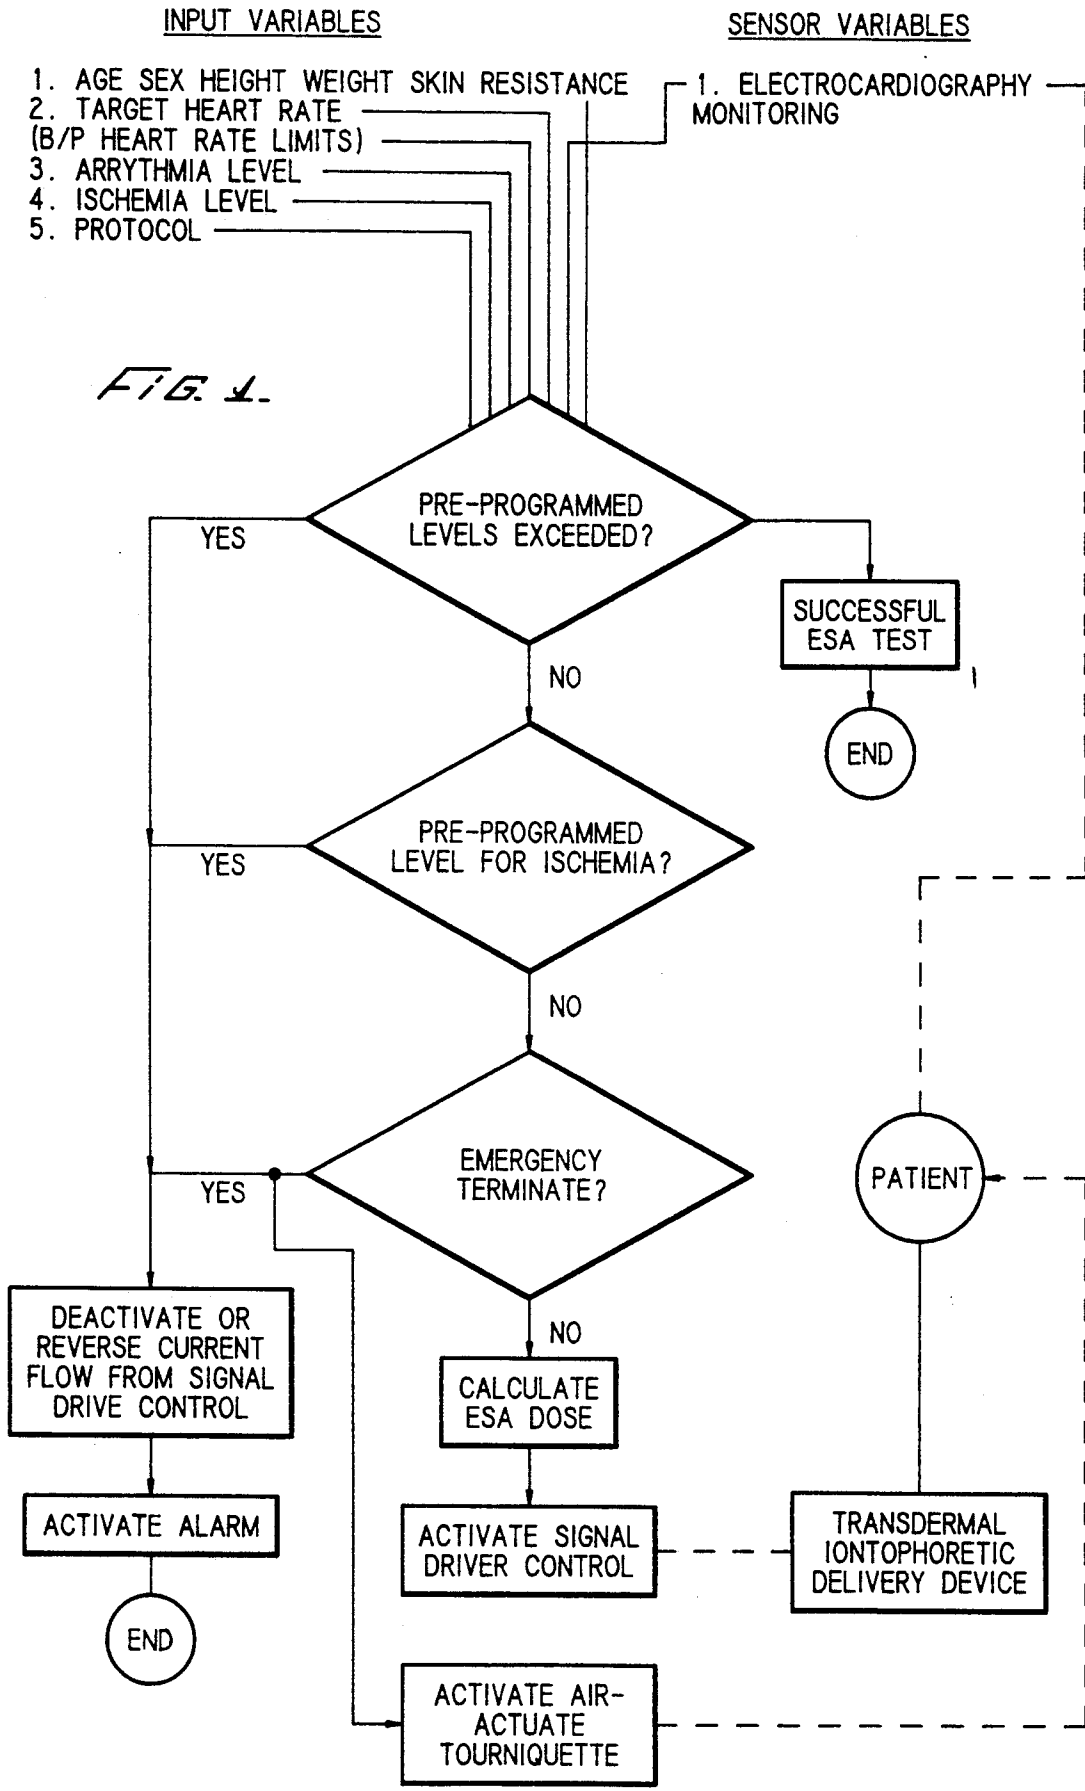 INPUT VARIABLES
SENSOR VARIABLES
1. AGE SEX HEIGHT WEIGHT SKIN RESISTANCE
2. TARGET HEART RATE
(B/P HEART RATE LIMITS)
3. ARRYTHMIA LEVEL
4. ISCHEMIA LEVEL
5. PROTOCOL
1. ELECTROCARDIOGRAPHY
MONITORING
FIG. 1.
PRE-PROGRAMMED
LEVELS EXCEEDED?
YES
NO
SUCCESSFUL
ESA TEST
END
PRE-PROGRAMMED
LEVEL FOR ISCHEMIA?
YES
NO
EMERGENCY
TERMINATE?
YES
NO
PATIENT
DEACTIVATE OR
REVERSE CURRENT
FLOW FROM SIGNAL
DRIVE CONTROL
CALCULATE
ESA DOSE
ACTIVATE ALARM
ACTIVATE SIGNAL
DRIVER CONTROL
TRANSDERMAL
IONTOPHORETIC
DELIVERY DEVICE
END
ACTIVATE AIR-
ACTUATE
TOURNIQUETTE